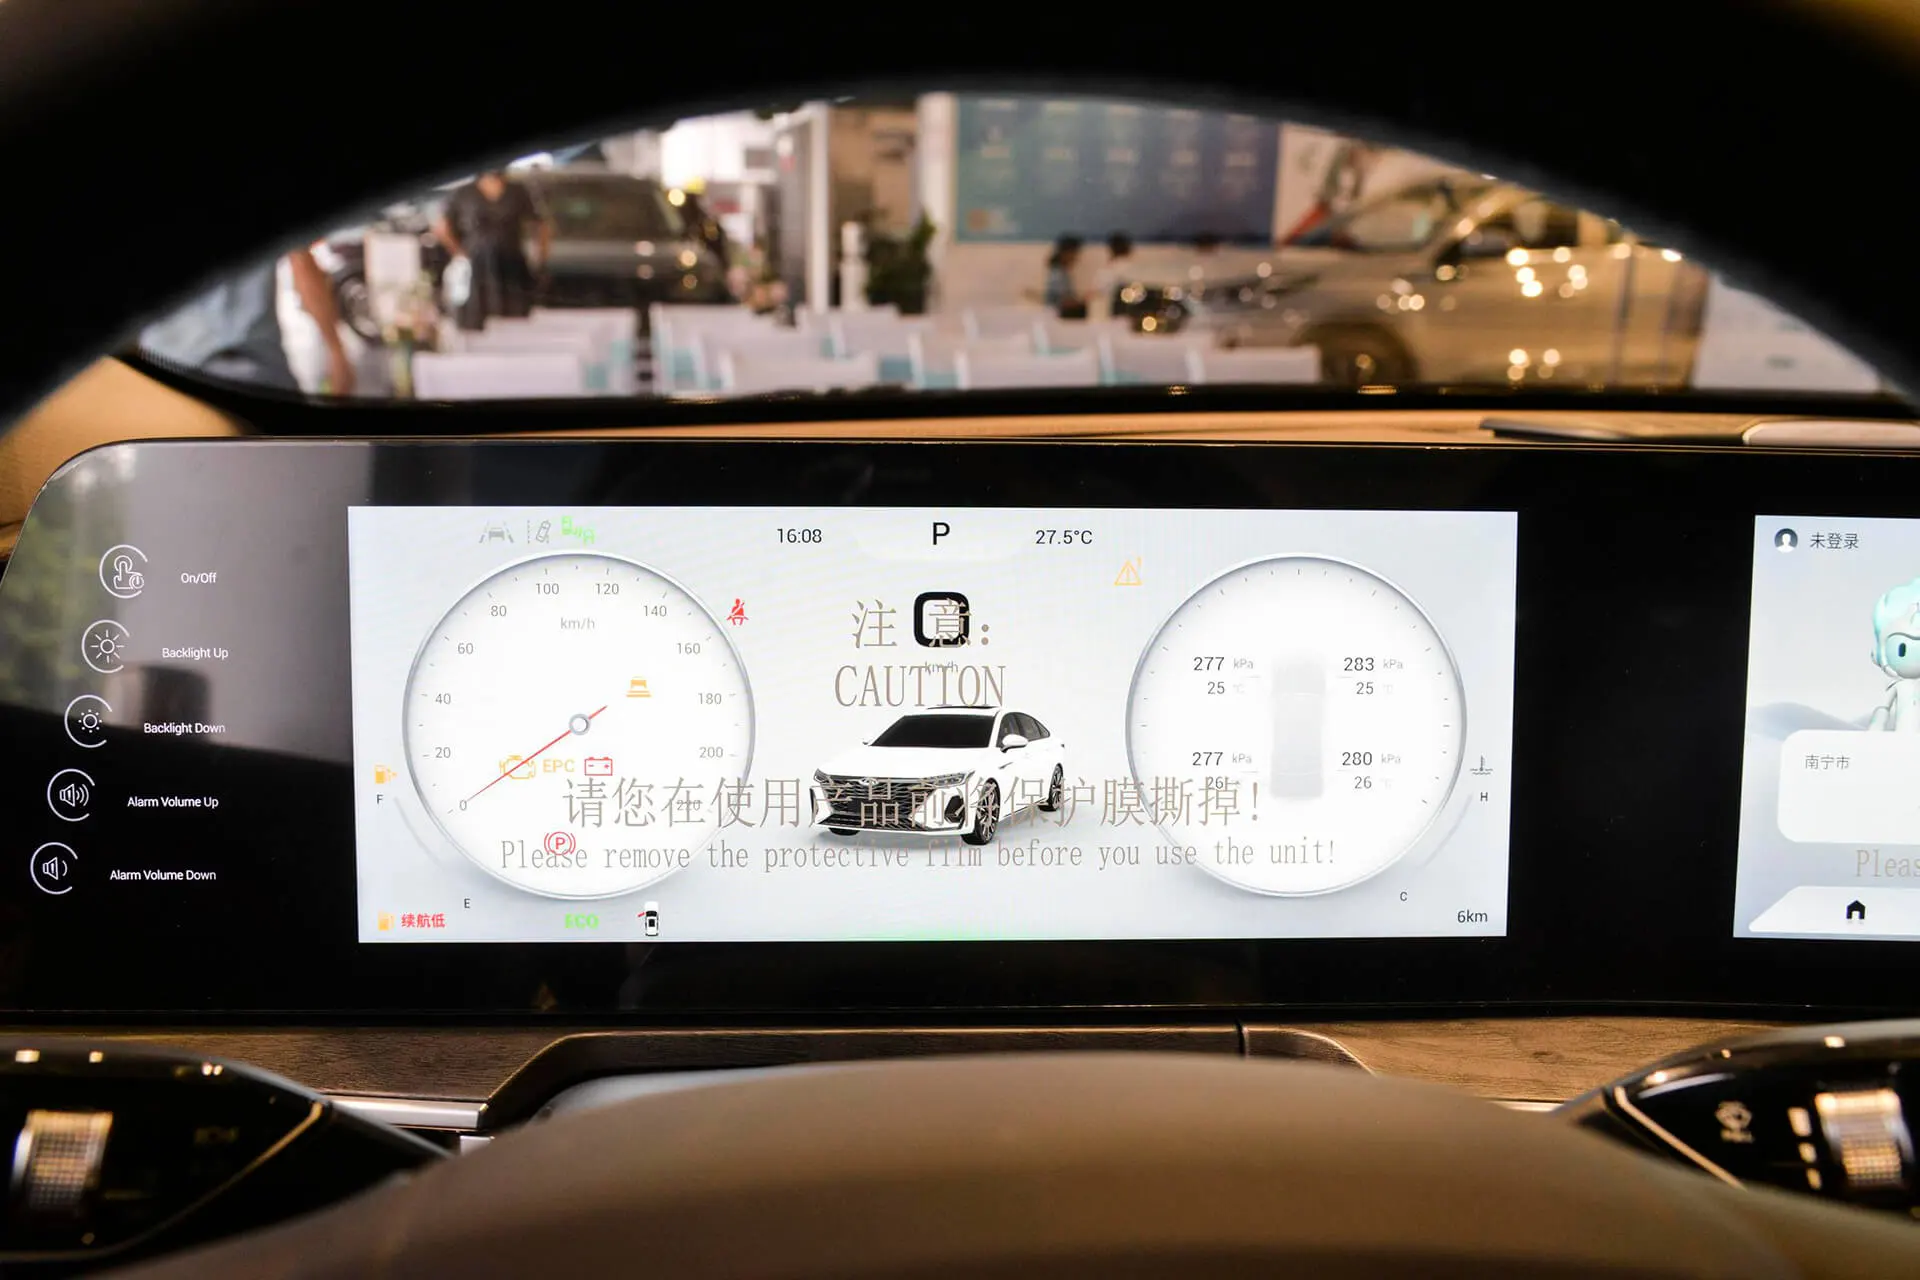 On/Off
Backlight Up
Backlight Down
Alarm Volume Up
Alarm Volume Down
16:08
P
27.5°C
0
km/h
注 意:
CAUTION
请您在使用产品前将保护膜撕掉!
Please remove the protective film before you use the unit!
0
20
40
60
80
100
120
140
160
180
200
220
km/h
EPC
P
F
E
续航低
ECO
277 kPa
25 °C
283 kPa
25 °C
277 kPa
26
280 kPa
26 °C
H
C
6km
未登录
南宁市
Pleas